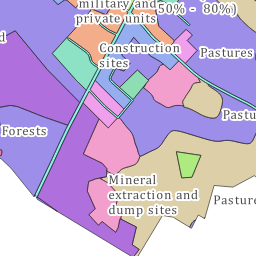 military and
private units
50% - 80%)
Construction
sites
Pastures
d
Pastu
Forests
Mineral
extraction and
dump sites
Pasture